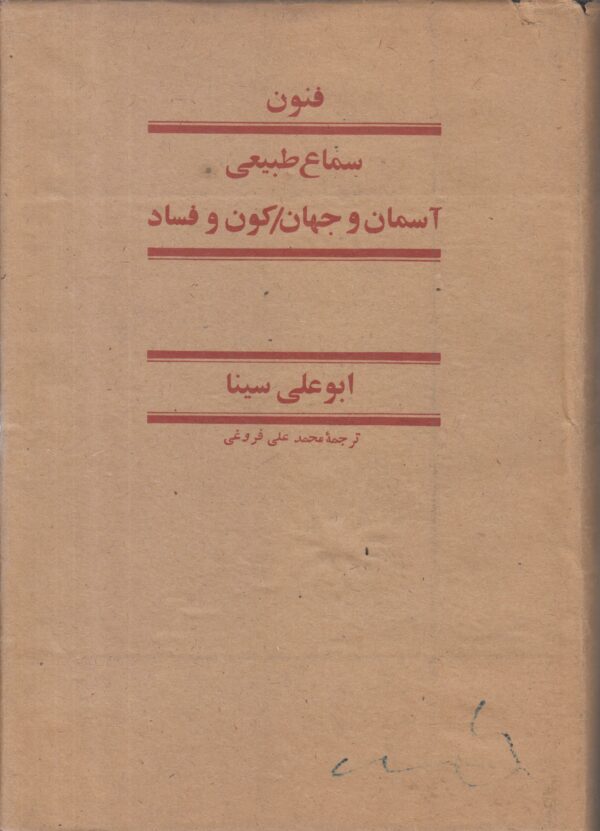 فنون
سماع طبیعی
آسمان و جهان/کون و فساد
ابوعلی سینا
ترجمهٔ محمد علی فروغی